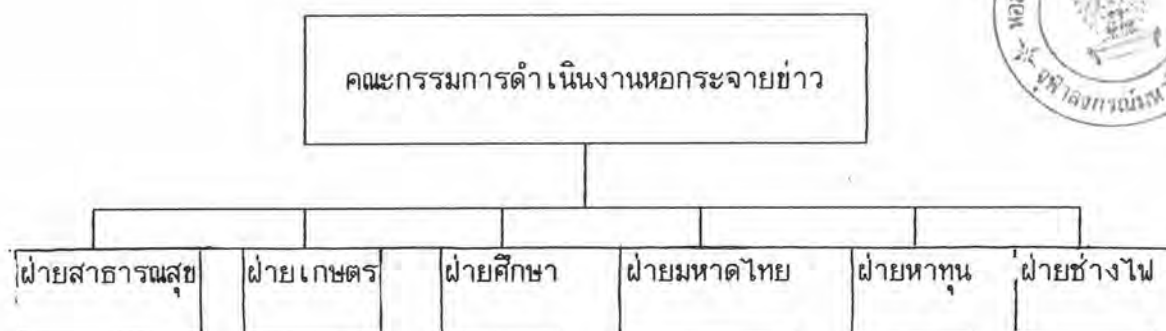 คณะกรรมการดำเนินงานหอกระจายข่าว
ฝ่ายสาธารณสุข ฝ่ายเกษตร ฝ่ายศึกษา ฝ่ายมหาดไทย ฝ่ายหาทุน ฝ่ายช่างไฟ